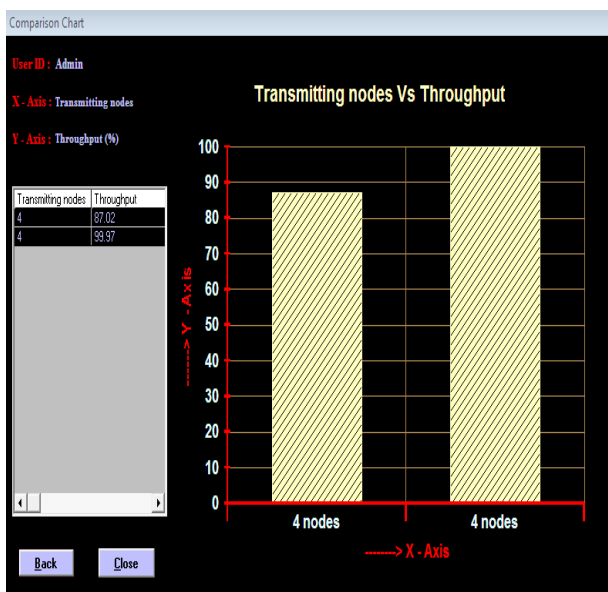 Comparison Chart
User ID : Admin
X - Axis : Transmitting nodes
Y - Axis : Throughput (%)
Transmitting nodes Throughput
4 87.02
4 99.97
Transmitting nodes Vs Throughput
100
90
80
70
60
50
40
30
20
10
0
------> Y - Axis
4 nodes 4 nodes
--------> X - Axis
Back Close